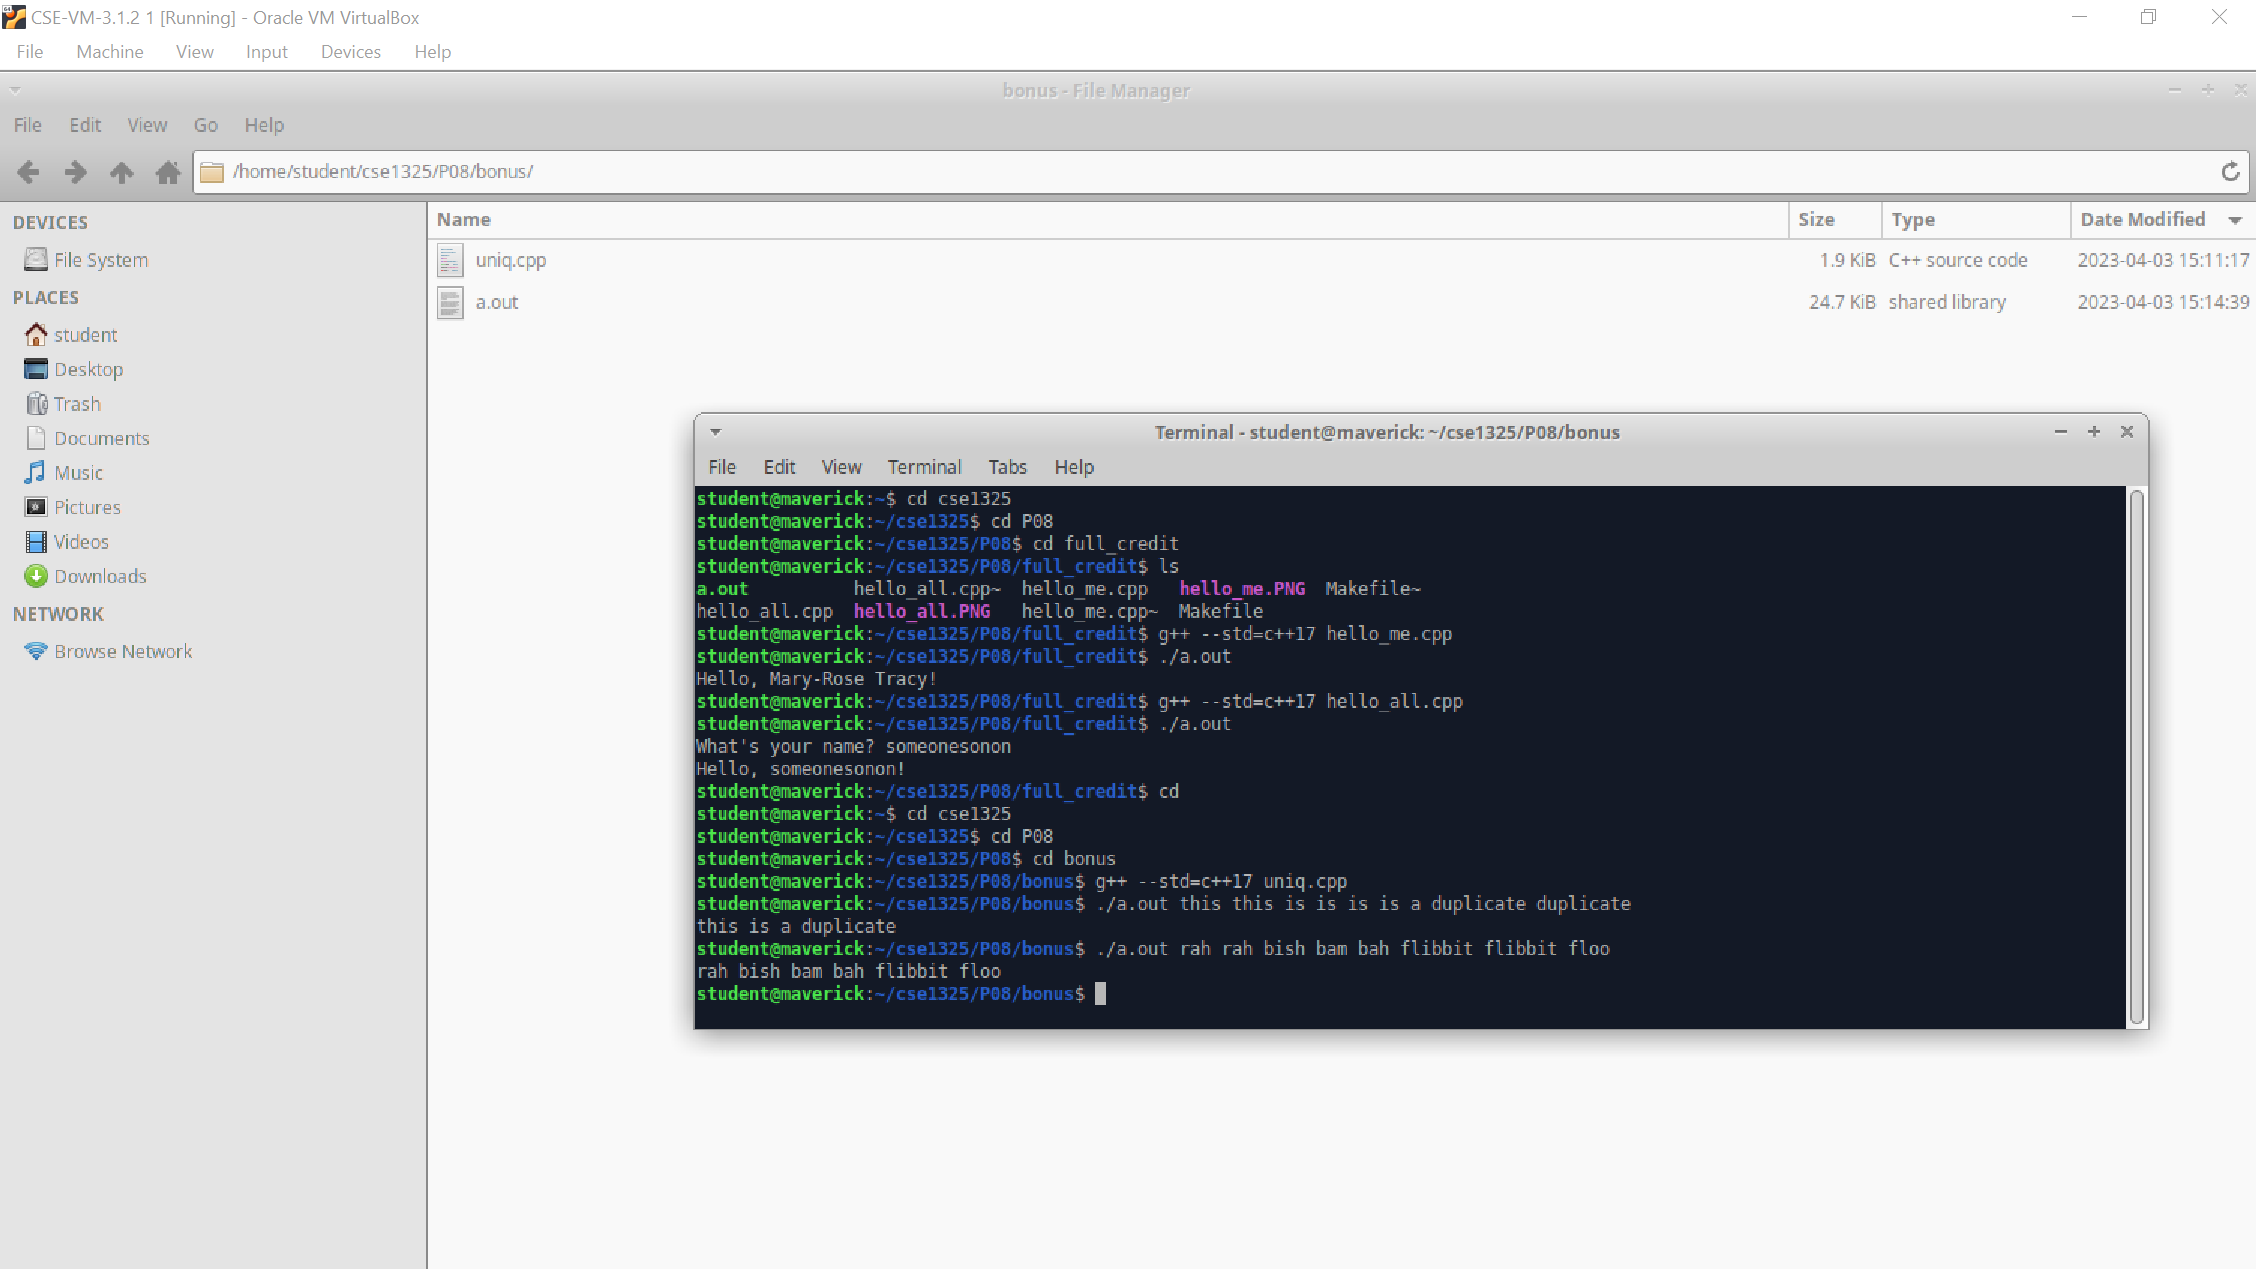 CSE-VM-3.1.2 1 [Running] - Oracle VM VirtualBox
File Machine View Input Devices Help
bonus - File Manager
File Edit View Go Help
/home/student/cse1325/P08/bonus/
DEVICES
File System
PLACES
student
Desktop
Trash
Documents
Music
Pictures
Videos
Downloads
NETWORK
Browse Network
Name Size Type Date Modified
uniq.cpp 1.9 KiB C++ source code 2023-04-03 15:11:17
a.out 24.7 KiB shared library 2023-04-03 15:14:39
Terminal - student@maverick: ~/cse1325/P08/bonus
File Edit View Terminal Tabs Help
student@maverick:~$ cd cse1325
student@maverick:~/cse1325$ cd P08
student@maverick:~/cse1325/P08$ cd full_credit
student@maverick:~/cse1325/P08/full_credit$ ls
a.out hello_all.cpp~ hello_me.cpp hello_me.PNG Makefile~
hello_all.cpp hello_all.PNG hello_me.cpp~ Makefile
student@maverick:~/cse1325/P08/full_credit$ g++ --std=c++17 hello_me.cpp
student@maverick:~/cse1325/P08/full_credit$ ./a.out
Hello, Mary-Rose Tracy!
student@maverick:~/cse1325/P08/full_credit$ g++ --std=c++17 hello_all.cpp
student@maverick:~/cse1325/P08/full_credit$ ./a.out
What's your name? someonesonon
Hello, someonesonon!
student@maverick:~/cse1325/P08/full_credit$ cd
student@maverick:~$ cd cse1325
student@maverick:~/cse1325$ cd P08
student@maverick:~/cse1325/P08$ cd bonus
student@maverick:~/cse1325/P08/bonus$ g++ --std=c++17 uniq.cpp
student@maverick:~/cse1325/P08/bonus$ ./a.out this this is is is is a duplicate duplicate
this is a duplicate
student@maverick:~/cse1325/P08/bonus$ ./a.out rah rah bish bam bah flibbit flibbit floo
rah bish bam bah flibbit floo
student@maverick:~/cse1325/P08/bonus$